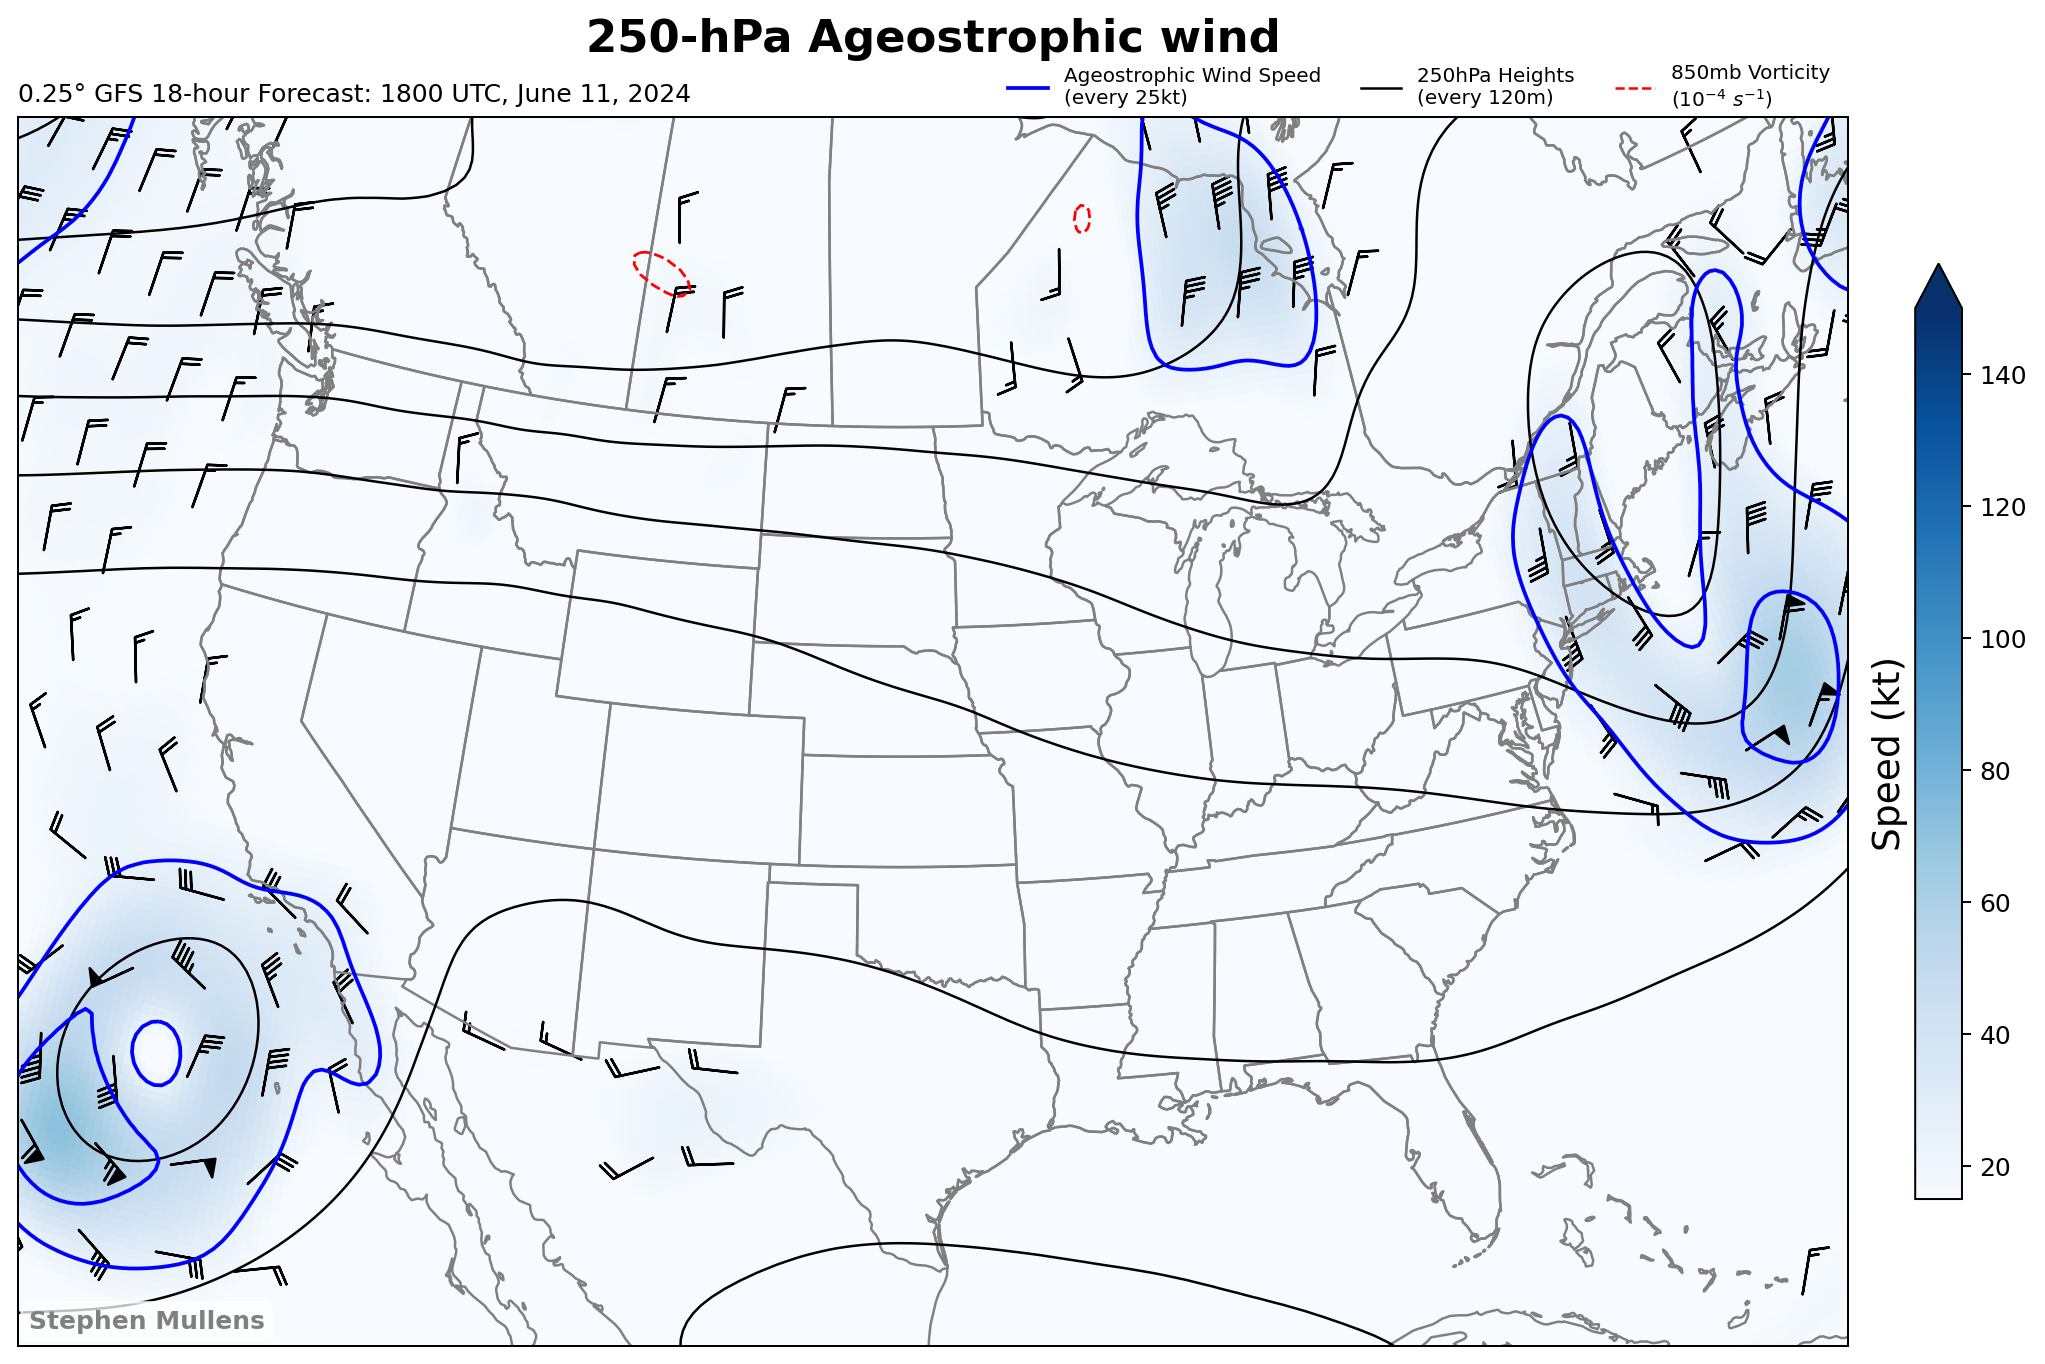 250-hPa Ageostrophic wind
0.25° GFS 18-hour Forecast: 1800 UTC, June 11, 2024
Ageostrophic Wind Speed
(every 25kt)
250hPa Heights
(every 120m)
850mb Vorticity
(10⁻⁴ s⁻¹)
140
120
100
80
60
40
20
Speed (kt)
Stephen Mullens